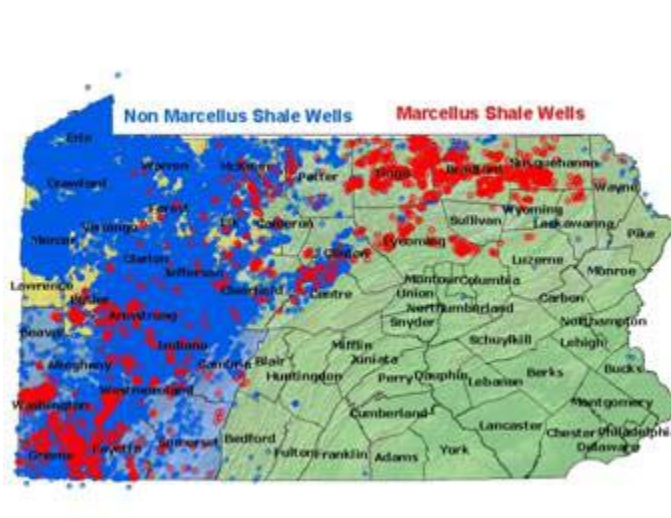 Non Marcellus Shale Wells
Marcellus Shale Wells
Erie
Warren
McKean
Potter
Tioga
Bradford
Susquehanna
Crawford
Wayne
Forest
Elk
Cameron
Sullivan
Wyoming
Lackawanna
Pike
Venango
Mercer
Clinton
Lycoming
Luzerne
Clarion
Jefferson
Monroe
Lawrence
Clearfield
Centre
Montour
Columbia
Butler
Union
Carbon
Armstrong
Northumberland
Snyder
Northampton
Beaver
Indiana
Mifflin
Schuylkill
Lehigh
Allegheny
Cambria
Blair
Juniata
Huntingdon
Perry
Dauphin
Lebanon
Berks
Bucks
Westmoreland
Washington
Montgomery
Cumberland
Lancaster
Chester
Philadelphi
Greene
Fayette
Somerset
Bedford
Fulton
Franklin
Adams
York
Delaware